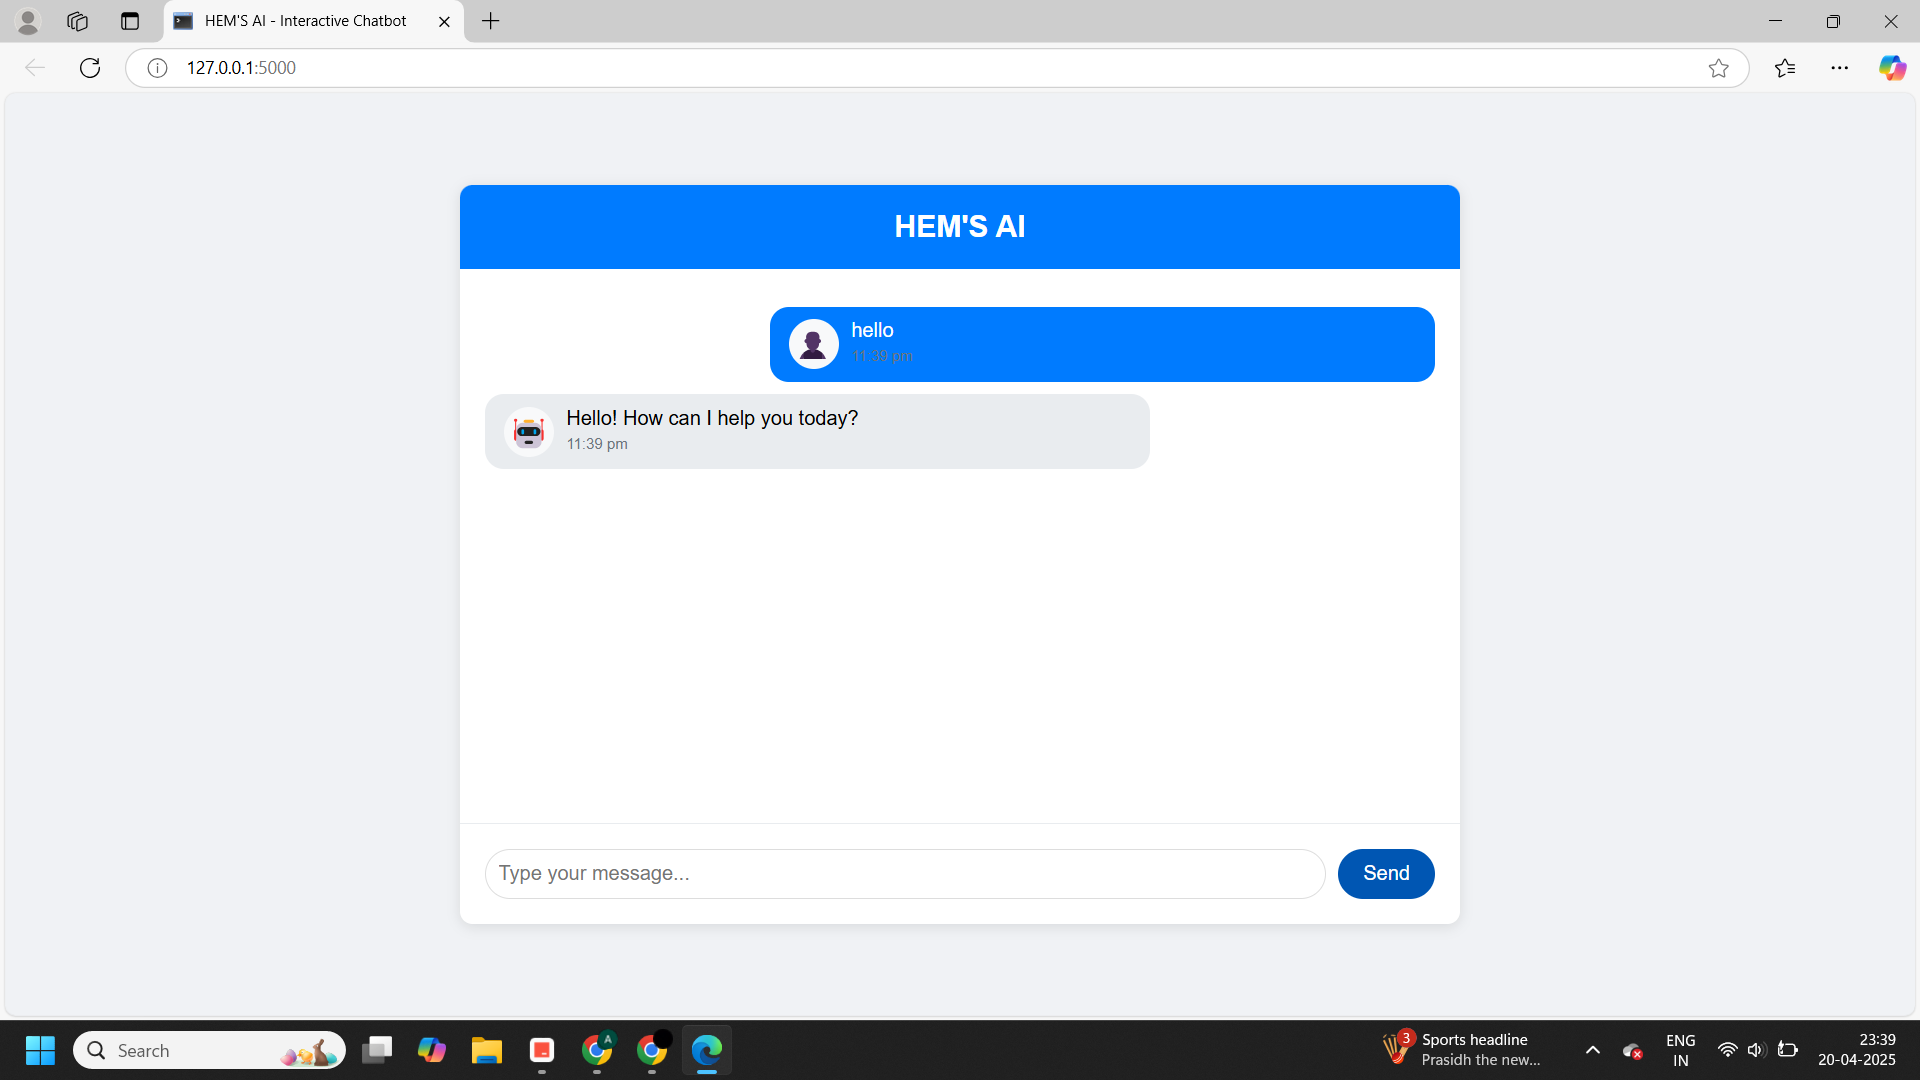 HEM'S AI - Interactive Chatbot
127.0.0.1:5000
HEM'S AI
hello
11:39 pm
Hello! How can I help you today?
11:39 pm
Type your message...
Send
Search
A
3
Sports headline
Prasidh the new...
ENG
IN
23:39
20-04-2025